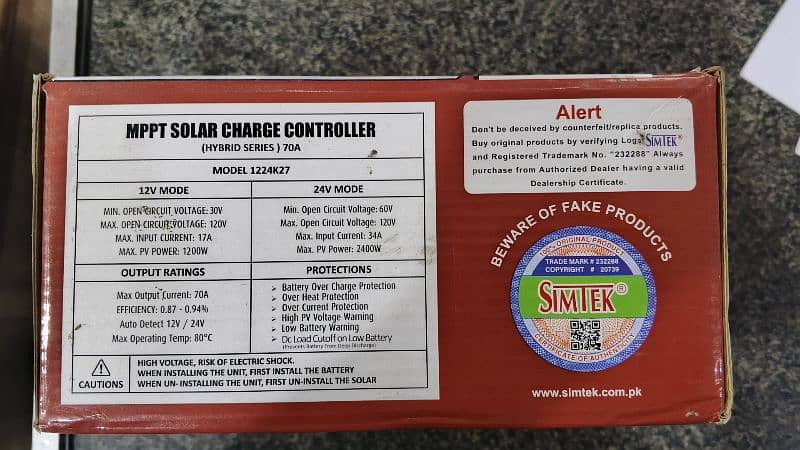 MPPT SOLAR CHARGE CONTROLLER
(HYBRID SERIES ) 70A
MODEL 1224K27
12V MODE
MIN. OPEN CIRCUIT VOLTAGE: 30V
MAX. OPEN CIRCUIT VOLTAGE: 120V
MAX. INPUT CURRENT: 17A
MAX. PV POWER: 1200W
24V MODE
Min. Open Circuit Voltage: 60V
Max. Open Circuit Voltage: 120V
Max. Input Current: 34A
Max. PV Power: 2400W
OUTPUT RATINGS
Max Output Current: 70A
EFFICIENCY: 0.87 - 0.94%
Auto Detect 12V / 24V
Max Operating Temp: 80°C
PROTECTIONS
➢ Battery Over Charge Protection
➢ Over Heat Protection
➢ Over Current Protection
➢ High PV Voltage Warning
➢ Low Battery Warning
➢ Dc Load Cutoff on Low Battery
(Prevents Battery From Deep Discharge)
CAUTIONS
HIGH VOLTAGE, RISK OF ELECTRIC SHOCK.
WHEN INSTALLING THE UNIT, FIRST INSTALL THE BATTERY
WHEN UN- INSTALLING THE UNIT, FIRST UN-INSTALL THE SOLAR
Alert
Don't be deceived by counterfeit/replica products.
Buy original products by verifying Logo SIMTEK®
and Registered Trademark No. "232288" Always
purchase from Authorized Dealer having a valid
Dealership Certificate.
BEWARE OF FAKE PRODUCTS
100% ORIGINAL PRODUCT
TRADE MARK # 232288
COPYRIGHT # 20739
SIMTEK®
CERTIFICATE OF AUTHENTICITY
www.simtek.com.pk